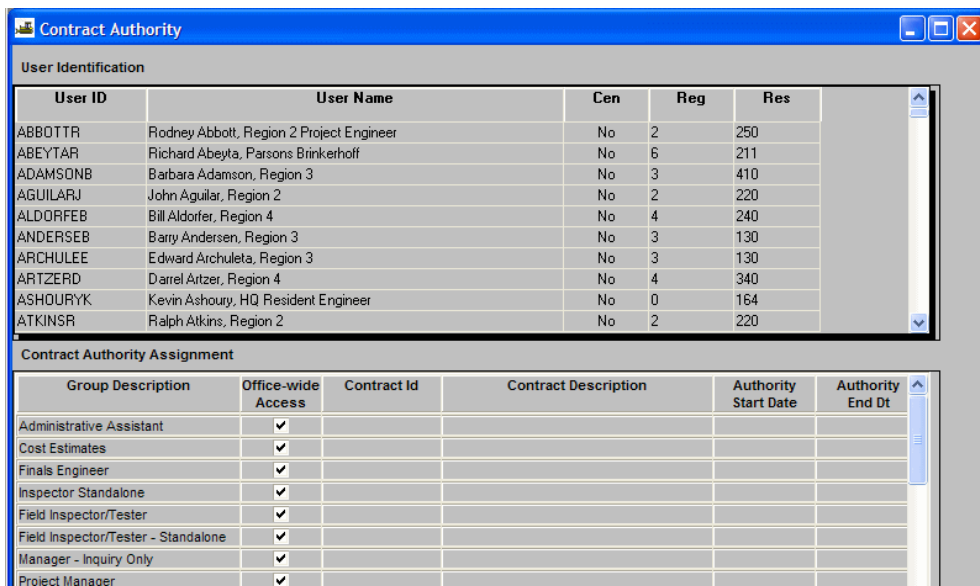 Contract Authority
User Identification
User ID User Name Cen Reg Res
ABBOTTR Rodney Abbott, Region 2 Project Engineer No 2 250
ABEYTAR Richard Abeyta, Parsons Brinkerhoff No 6 211
ADAMSONB Barbara Adamson, Region 3 No 3 410
AGUILARJ John Aguilar, Region 2 No 2 220
ALDORFEB Bill Aldorfer, Region 4 No 4 240
ANDERSEB Barry Andersen, Region 3 No 3 130
ARCHULEE Edward Archuleta, Region 3 No 3 130
ARTZERD Darrel Artzer, Region 4 No 4 340
ASHOURYK Kevin Ashoury, HQ Resident Engineer No 0 164
ATKINSR Ralph Atkins, Region 2 No 2 220
Contract Authority Assignment
Group Description Office-wide Access Contract Id Contract Description Authority Start Date Authority End Dt
Administrative Assistant
Cost Estimates
Finals Engineer
Inspector Standalone
Field Inspector/Tester
Field Inspector/Tester - Standalone
Manager - Inquiry Only
Project Manager